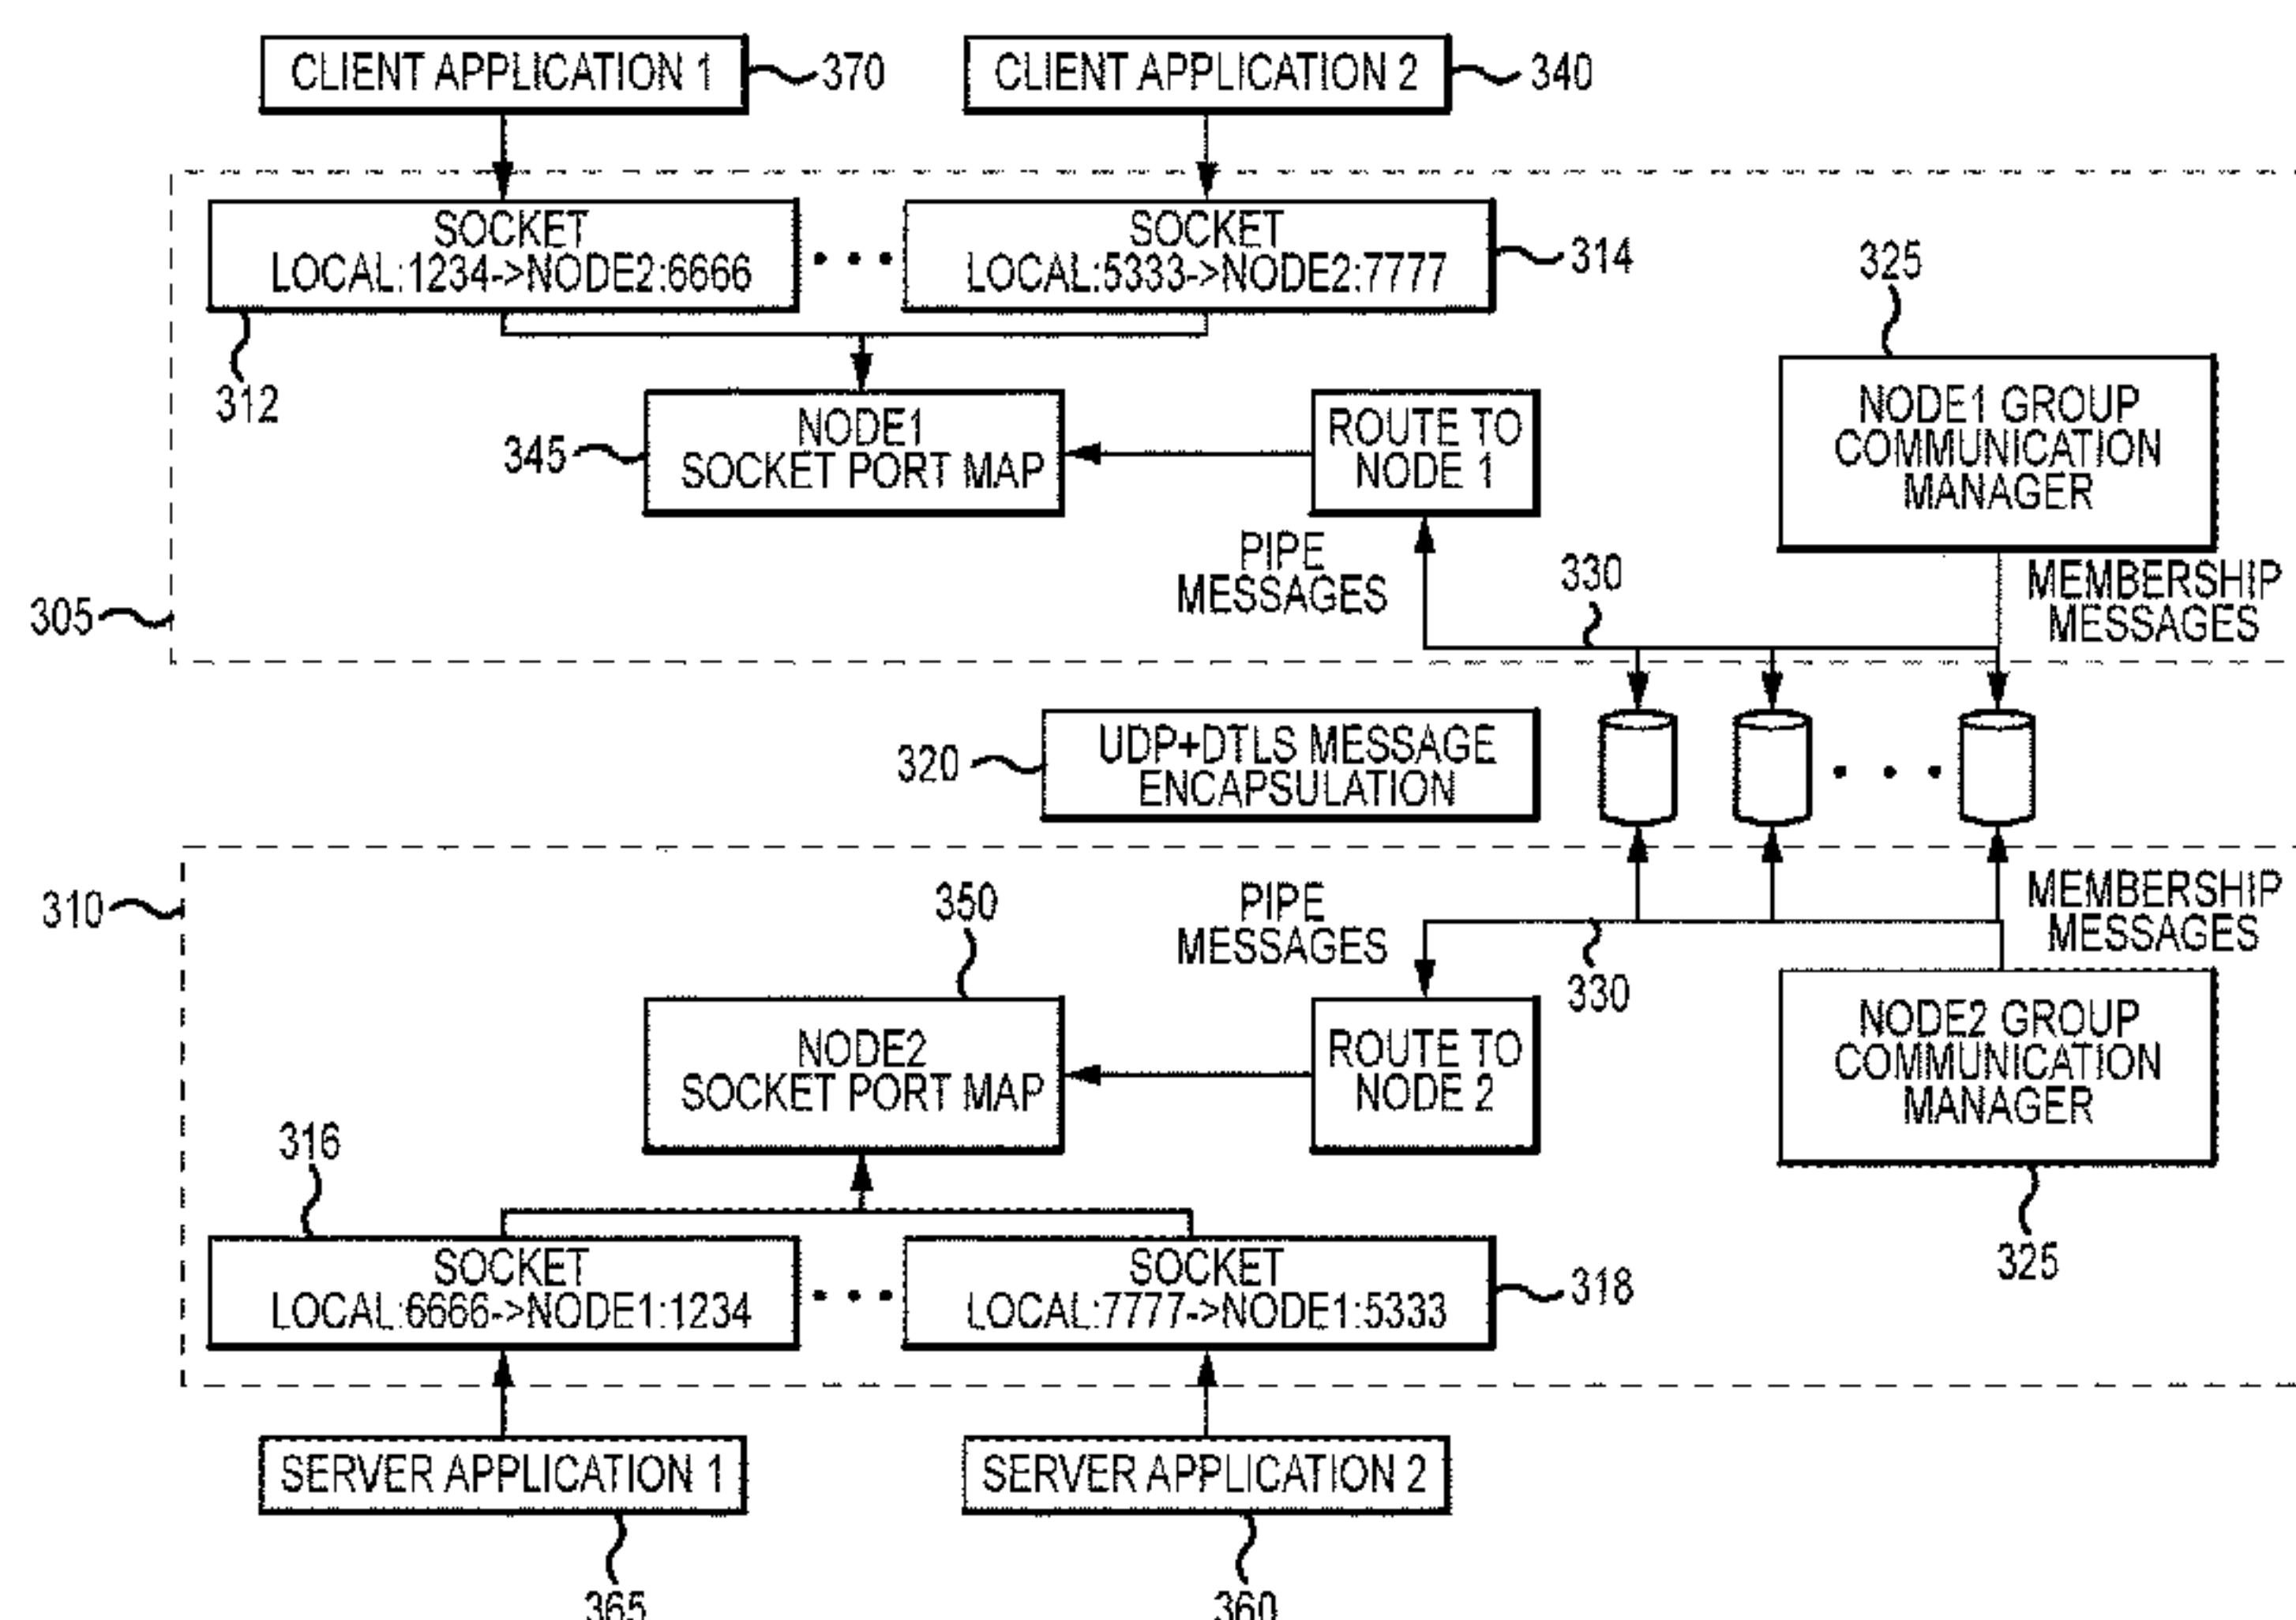 CLIENT APPLICATION 1
370
CLIENT APPLICATION 2
340
SOCKET
LOCAL:1234->NODE2:6666
SOCKET
LOCAL:5333->NODE2:7777
314
325
312
345
NODE1
SOCKET PORT MAP
ROUTE TO
NODE 1
NODE1 GROUP
COMMUNICATION
MANAGER
PIPE
MESSAGES
330
MEMBERSHIP
MESSAGES
305
320
UDP+DTLS MESSAGE
ENCAPSULATION
310
350
PIPE
MESSAGES
MEMBERSHIP
MESSAGES
330
NODE2
SOCKET PORT MAP
ROUTE TO
NODE 2
NODE2 GROUP
COMMUNICATION
MANAGER
316
325
SOCKET
LOCAL:6666->NODE1:1234
SOCKET
LOCAL:7777->NODE1:5333
318
SERVER APPLICATION 1
SERVER APPLICATION 2
365
360